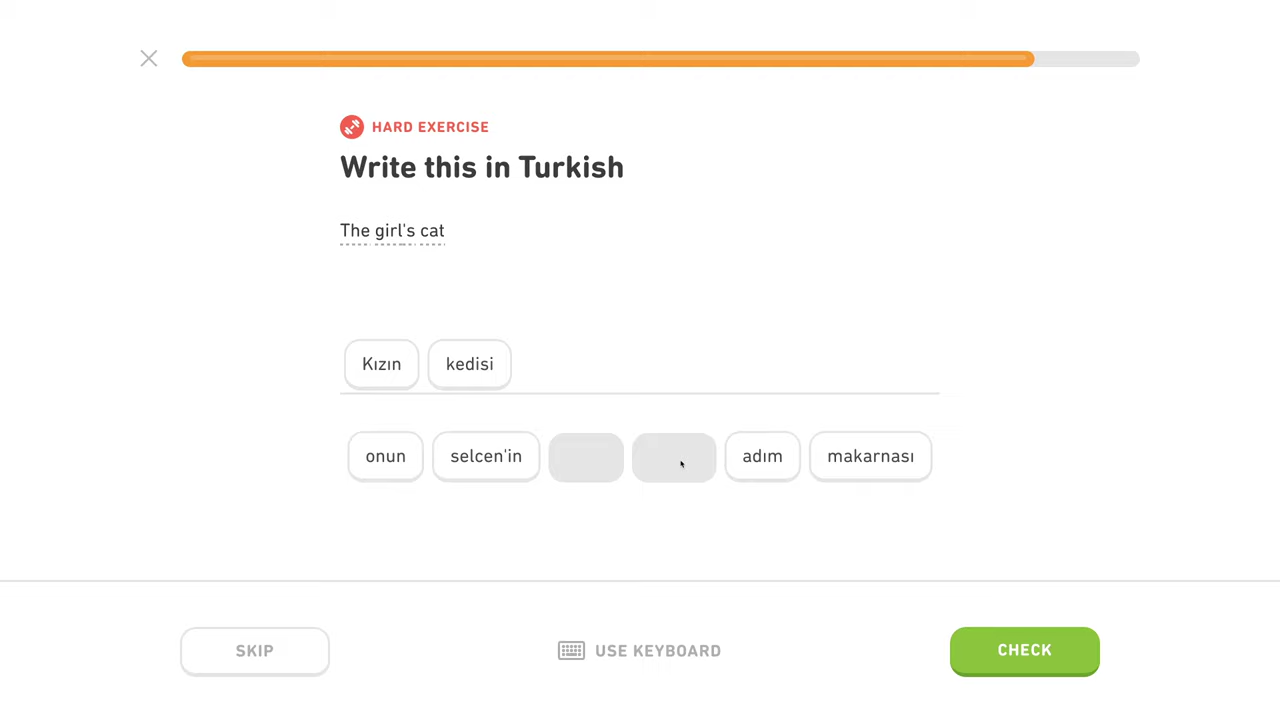 HARD EXERCISE
Write this in Turkish
The girl's cat
Kızın kedisi
onun selcen'in adım makarnası
SKIP USE KEYBOARD CHECK